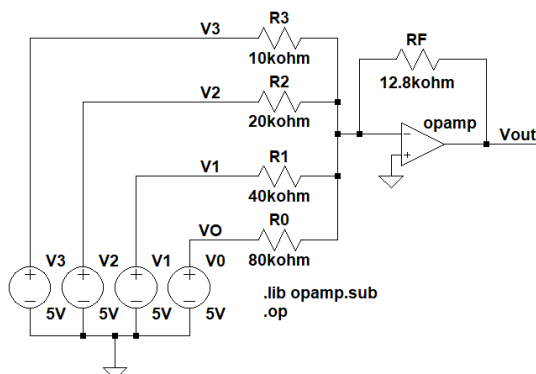 V3
R3
10kohm
RF
12.8kohm
V2
R2
20kohm
opamp
Vout
V1
R1
40kohm
VO
R0
80kohm
V3
V2
V1
V0
5V
5V
5V
5V
.lib opamp.sub
.op